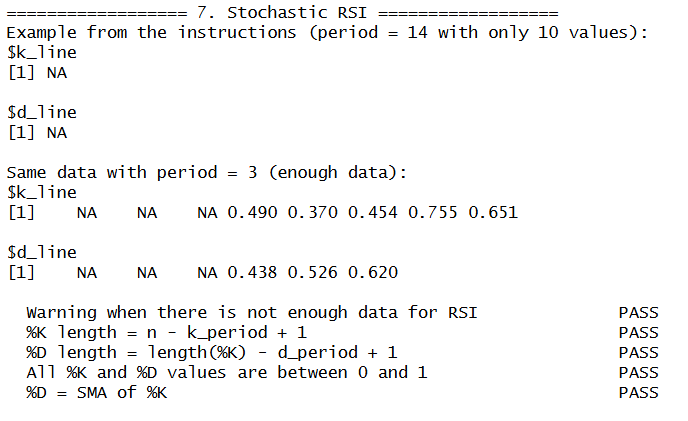 ================== 7. Stochastic RSI ==================
Example from the instructions (period = 14 with only 10 values):
$k_line
[1] NA
$d_line
[1] NA
Same data with period = 3 (enough data):
$k_line
[1]    NA    NA    NA 0.490 0.370 0.454 0.755 0.651
$d_line
[1]    NA    NA    NA 0.438 0.526 0.620
Warning when there is not enough data for RSI PASS
%K length = n - k_period + 1 PASS
%D length = length(%K) - d_period + 1 PASS
All %K and %D values are between 0 and 1 PASS
%D = SMA of %K PASS